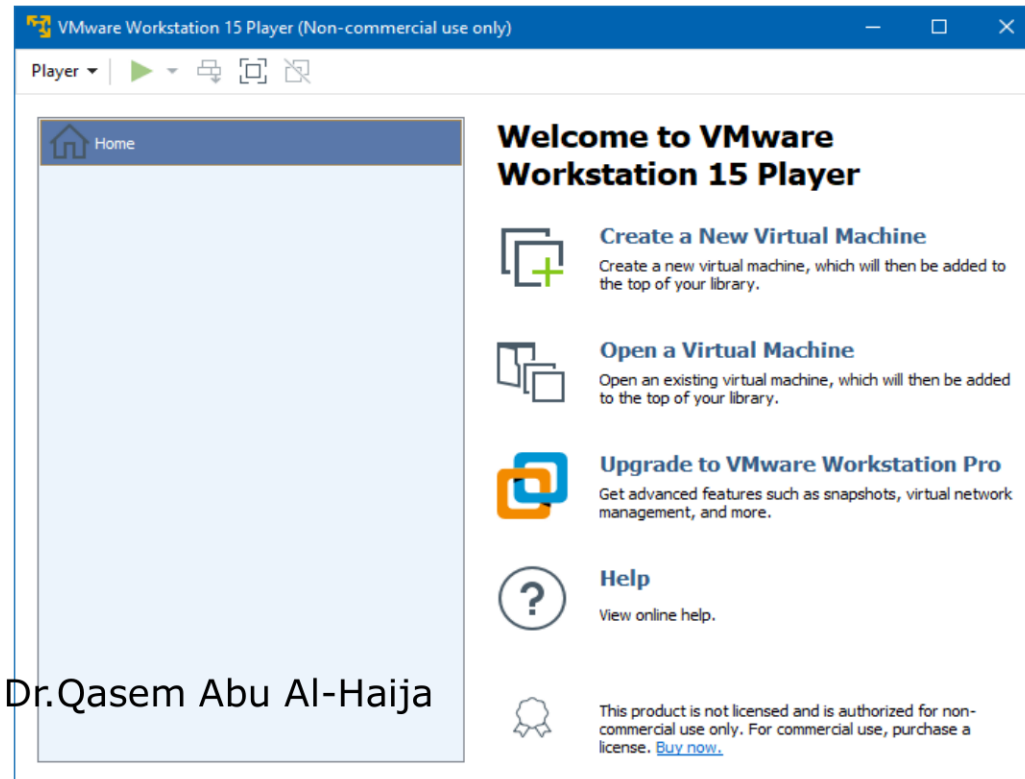 VMware Workstation 15 Player (Non-commercial use only)
Player
Home
Welcome to VMware
Workstation 15 Player
Create a New Virtual Machine
Create a new virtual machine, which will then be added to
the top of your library.
Open a Virtual Machine
Open an existing virtual machine, which will then be added
to the top of your library.
Upgrade to VMware Workstation Pro
Get advanced features such as snapshots, virtual network
management, and more.
Help
View online help.
Dr.Qasem Abu Al-Haija
This product is not licensed and is authorized for non-
commercial use only. For commercial use, purchase a
license. Buy now.